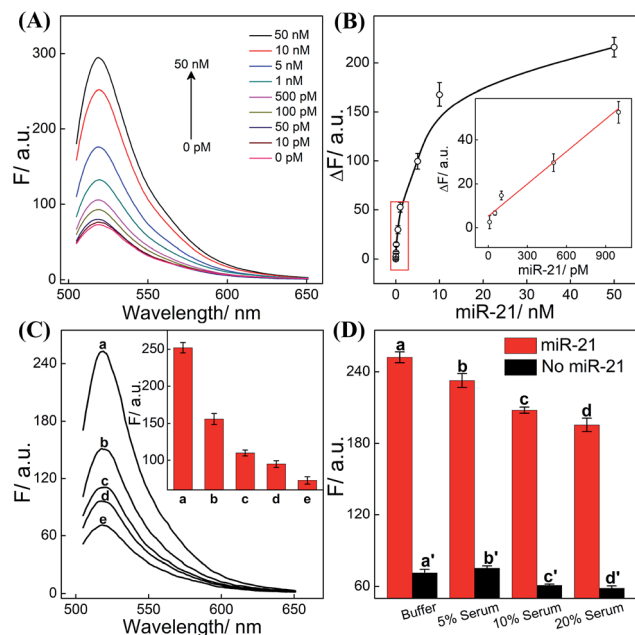 (A)
50 nM
10 nM
5 nM
1 nM
500 pM
100 pM
50 pM
10 pM
0 pM
50 nM
0 pM
300
200
100
0
F/ a.u.
500 550 600 650
Wavelength/ nm
(B)
200
150
100
50
0
ΔF/ a.u.
0 10 20 30 40 50
miR-21/ nM
40
20
0
ΔF/ a.u.
0 300 600 900
miR-21/ pM
(C)
a
b
c
d
e
240
180
120
60
0
F/ a.u.
500 550 600 650
Wavelength/ nm
250
200
150
100
F/ a.u.
a b c d e
(D)
miR-21
No miR-21
a
b
c
d
a'
b'
c'
d'
240
180
120
60
F/ a.u.
Buffer
5% Serum
10% Serum
20% Serum